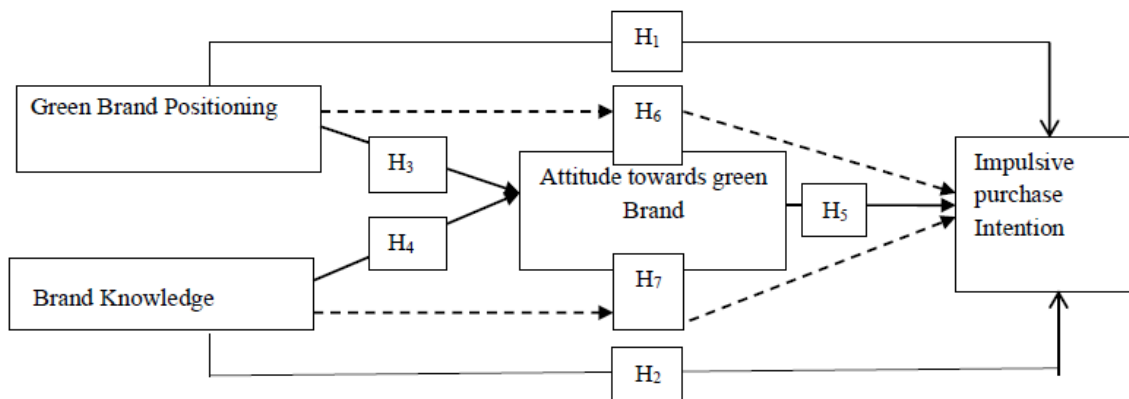 H₁
Green Brand Positioning
H₆
H₃
Attitude towards green
Brand
Impulsive
purchase
Intention
H₅
H₄
H₇
Brand Knowledge
H₂